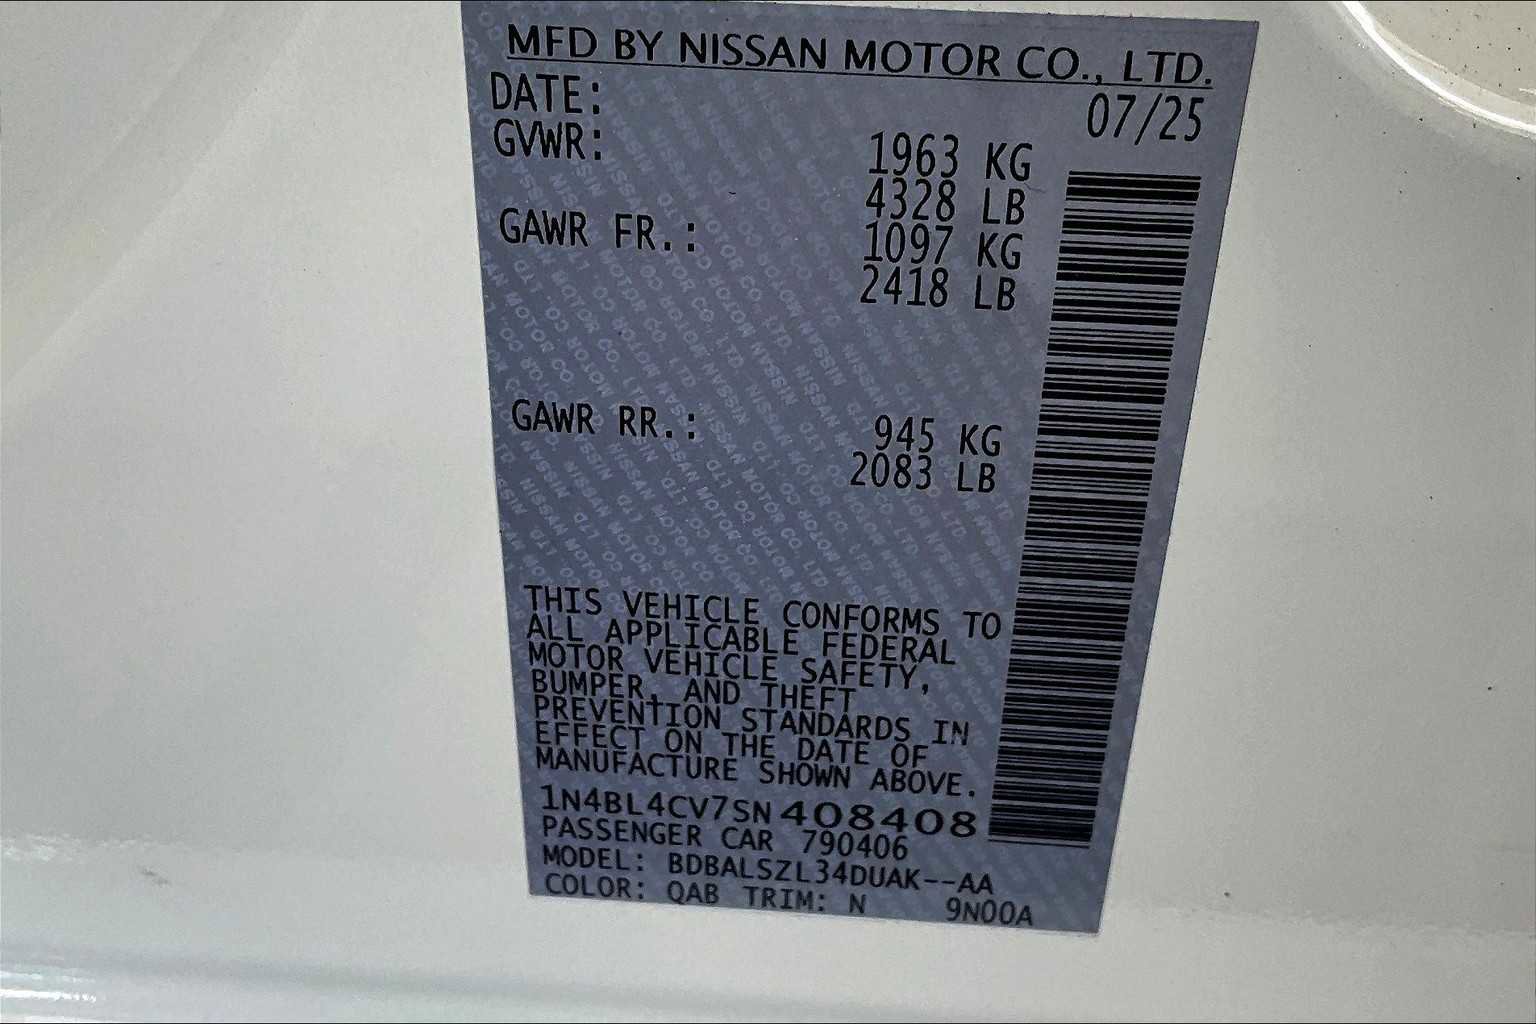 MFD BY NISSAN MOTOR CO., LTD.
DATE: 07/25
GVWR: 1963 KG
4328 LB
GAWR FR.: 1097 KG
2418 LB
GAWR RR.: 945 KG
2083 LB
THIS VEHICLE CONFORMS TO
ALL APPLICABLE FEDERAL
MOTOR VEHICLE SAFETY,
BUMPER, AND THEFT
PREVENTION STANDARDS IN
EFFECT ON THE DATE OF
MANUFACTURE SHOWN ABOVE.
1N4BL4CV7SN408408
PASSENGER CAR 790406
MODEL: BDBALSZL34DUAK--AA
COLOR: QAB TRIM: N 9N00A